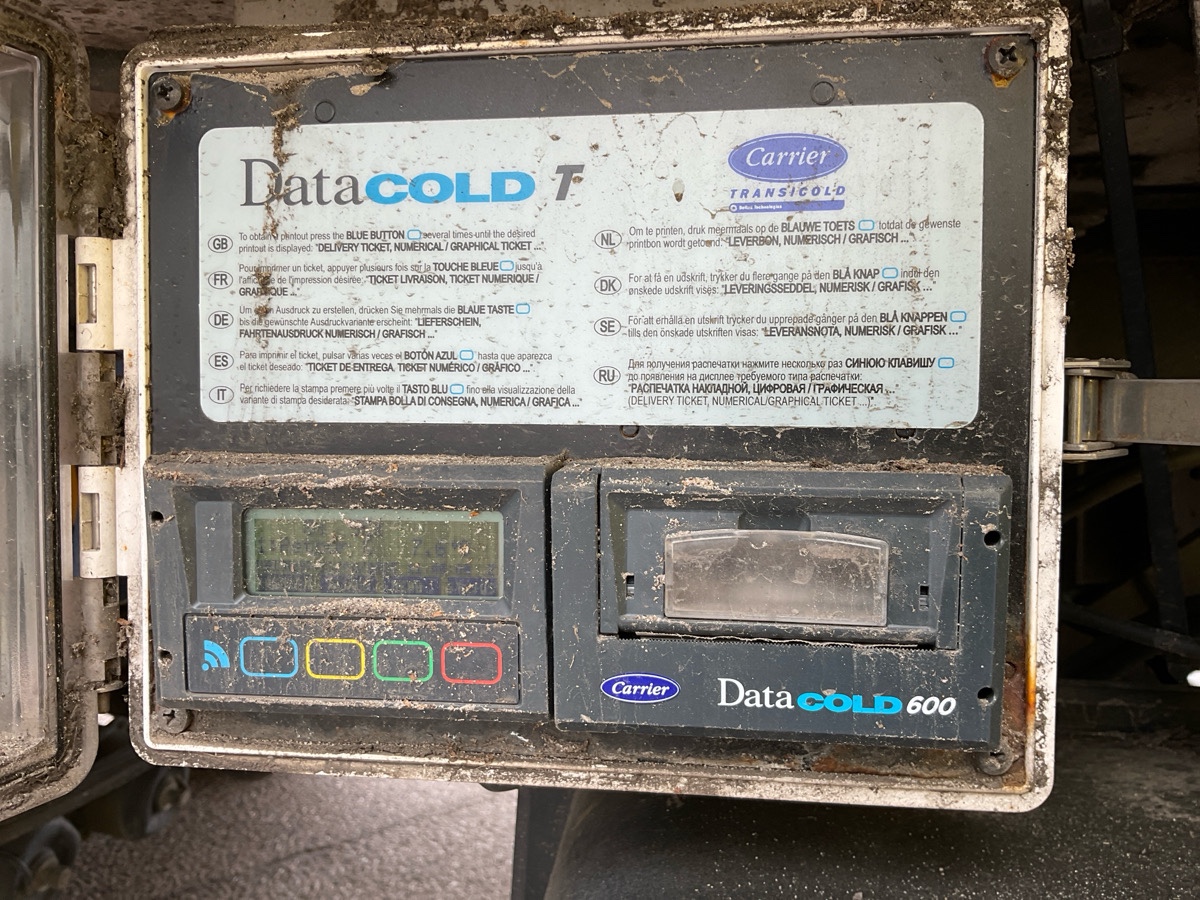 DataCOLD T
Carrier
TRANSICOLD
GB
To obtain a printout press the BLUE BUTTON several times until the desired
printout is displayed: "DELIVERY TICKET, NUMERICAL / GRAPHICAL TICKET ..."
FR
Pour imprimer un ticket, appuyer plusieurs fois sur la TOUCHE BLEUE jusqu'à
l'affichage de l'impression désirée: "TICKET LIVRAISON, TICKET NUMERIQUE /
GRAPHIQUE ..."
DE
Um einen Ausdruck zu erstellen, drücken Sie mehrmals die BLAUE TASTE
bis die gewünschte Ausdruckvariante erscheint: "LIEFERSCHEIN,
FAHRTENAUSDRUCK NUMERISCH / GRAFISCH ..."
ES
Para imprimir el ticket, pulsar varias veces el BOTÓN AZUL hasta que aparezca
el ticket deseado: "TICKET DE ENTREGA, TICKET NUMÉRICO / GRÁFICO ..."
IT
Per richiedere la stampa premere più volte il TASTO BLU fino alla visualizzazione della
variante di stampa desiderata: "STAMPA BOLLA DI CONSEGNA, NUMERICA / GRAFICA ..."
NL
Om te printen, druk meermaals op de BLAUWE TOETS totdat de gewenste
printbon wordt getoond: "LEVERBON, NUMERISCH / GRAFISCH ..."
DK
For at få en udskrift, trykker du flere gange på den BLÅ KNAP indtil den
ønskede udskrift vises: "LEVERINGSSEDDEL, NUMERISK / GRAFISK ..."
SE
För att erhålla en utskrift trycker du upprepade gånger på den BLÅ KNAPPEN
tills den önskade utskriften visas: "LEVERANSNOTA, NUMERISK / GRAFISK ..."
RU
Для получения распечатки нажмите несколько раз СИНЮЮ КЛАВИШУ
до появления на дисплее требуемого типа распечатки:
"РАСПЕЧАТКА НАКЛАДНОЙ, ЦИФРОВАЯ / ГРАФИЧЕСКАЯ ...
(DELIVERY TICKET, NUMERICAL/GRAPHICAL TICKET ...)"
Carrier
DataCOLD 600